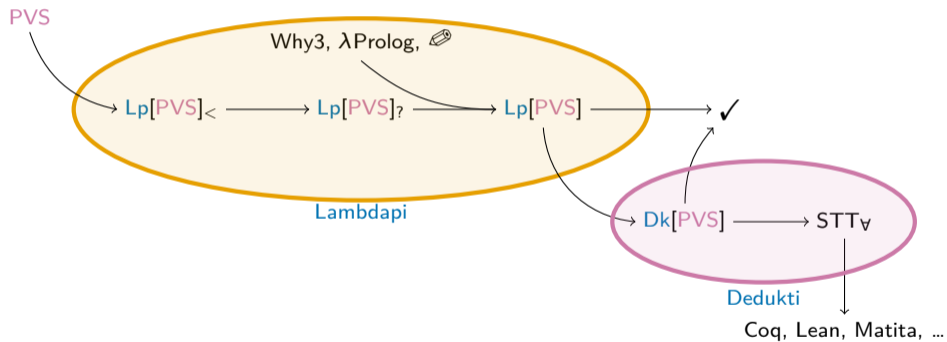 PVS
Why3, λProlog, ✏
Lp[PVS]< Lp[PVS]? Lp[PVS] ✓
Lambdapi
Dk[PVS] STT∀
Dedukti
Coq, Lean, Matita, ...